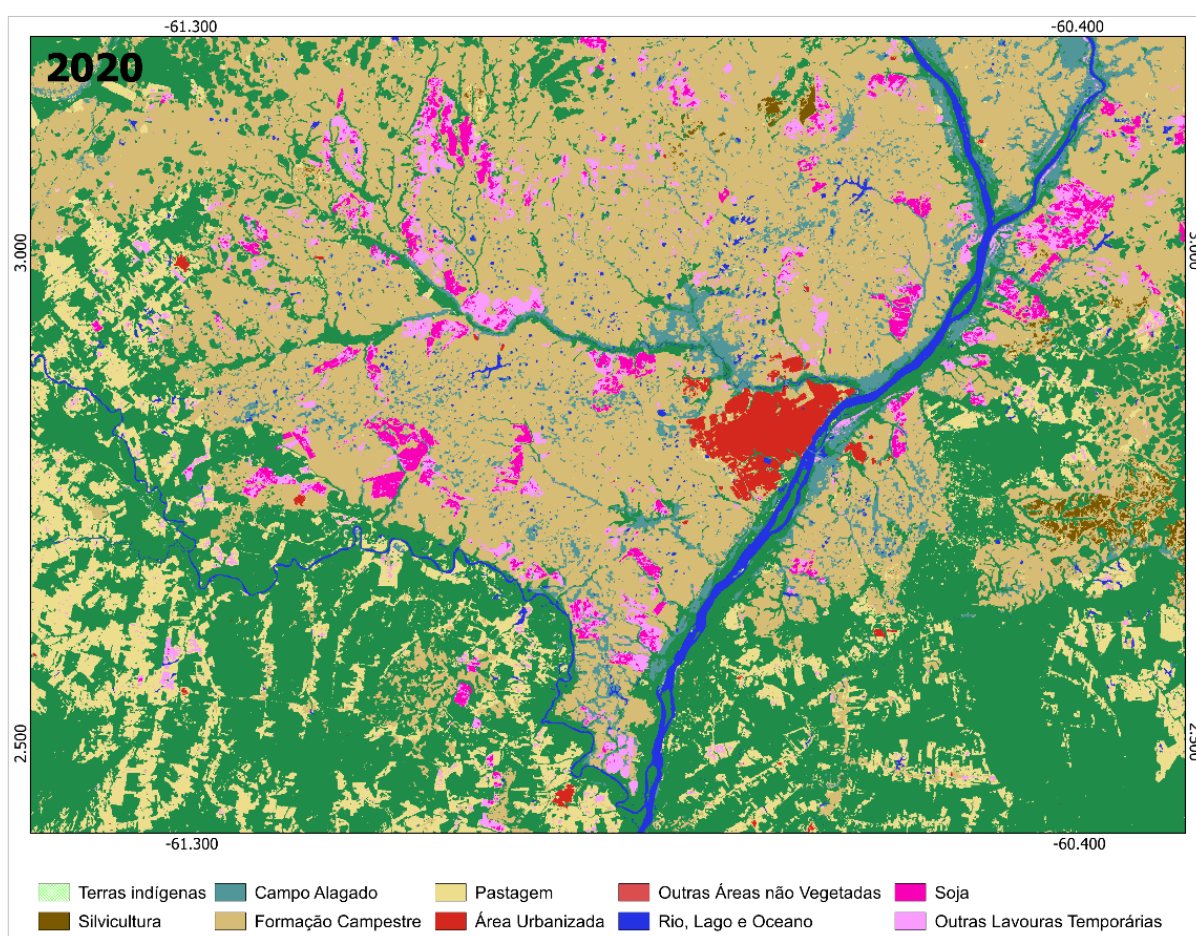 -61.300 -60.400
2020
3.0000 3.000
2.500 2.500
-61.300 -60.400
Terras indígenas Campo Alagado Pastagem Outras Áreas não Vegetadas Soja
Silvicultura Formação Campestre Área Urbanizada Rio, Lago e Oceano Outras Lavouras Temporárias